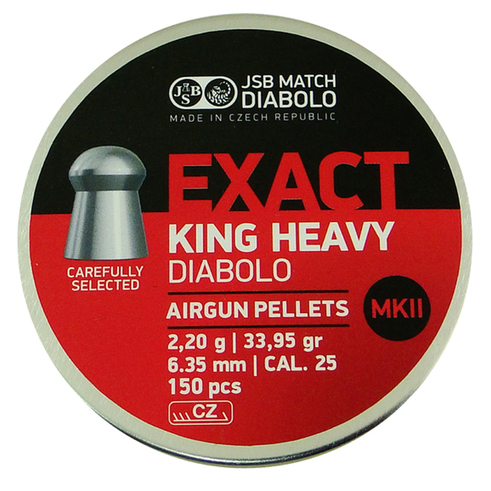 JSB
JSB MATCH
DIABOLO
MADE IN CZECH REPUBLIC
EXACT
KING HEAVY
DIABOLO
CAREFULLY
SELECTED
AIRGUN PELLETS
MKII
2,20 g | 33,95 gr
6.35 mm | CAL. 25
150 pcs
CZ